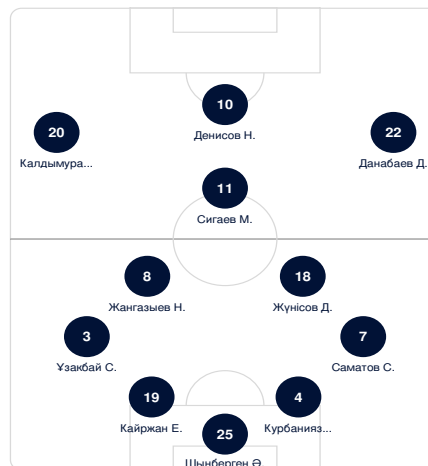 10
Денисов Н.
20
Калдымура...
22
Данабаев Д.
11
Сигаев М.
8
Жангазыев Н.
18
Жүнісов Д.
3
Ұзакбай С.
7
Саматов С.
19
Кайржан Е.
4
Курбанияз...
25
Шынберген Ә.